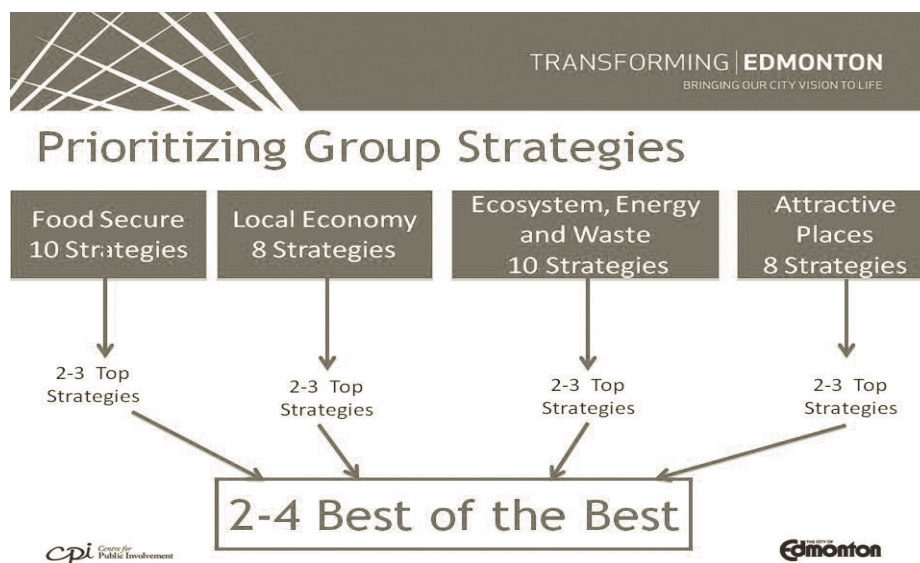 TRANSFORMING | EDMONTON
BRINGING OUR CITY VISION TO LIFE
Prioritizing Group Strategies
Food Secure
10 Strategies
Local Economy
8 Strategies
Ecosystem, Energy
and Waste
10 Strategies
Attractive
Places
8 Strategies
2-3 Top
Strategies
2-3 Top
Strategies
2-3 Top
Strategies
2-3 Top
Strategies
2-4 Best of the Best
cpi Centre for
Public Involvement
THE CITY OF
Edmonton